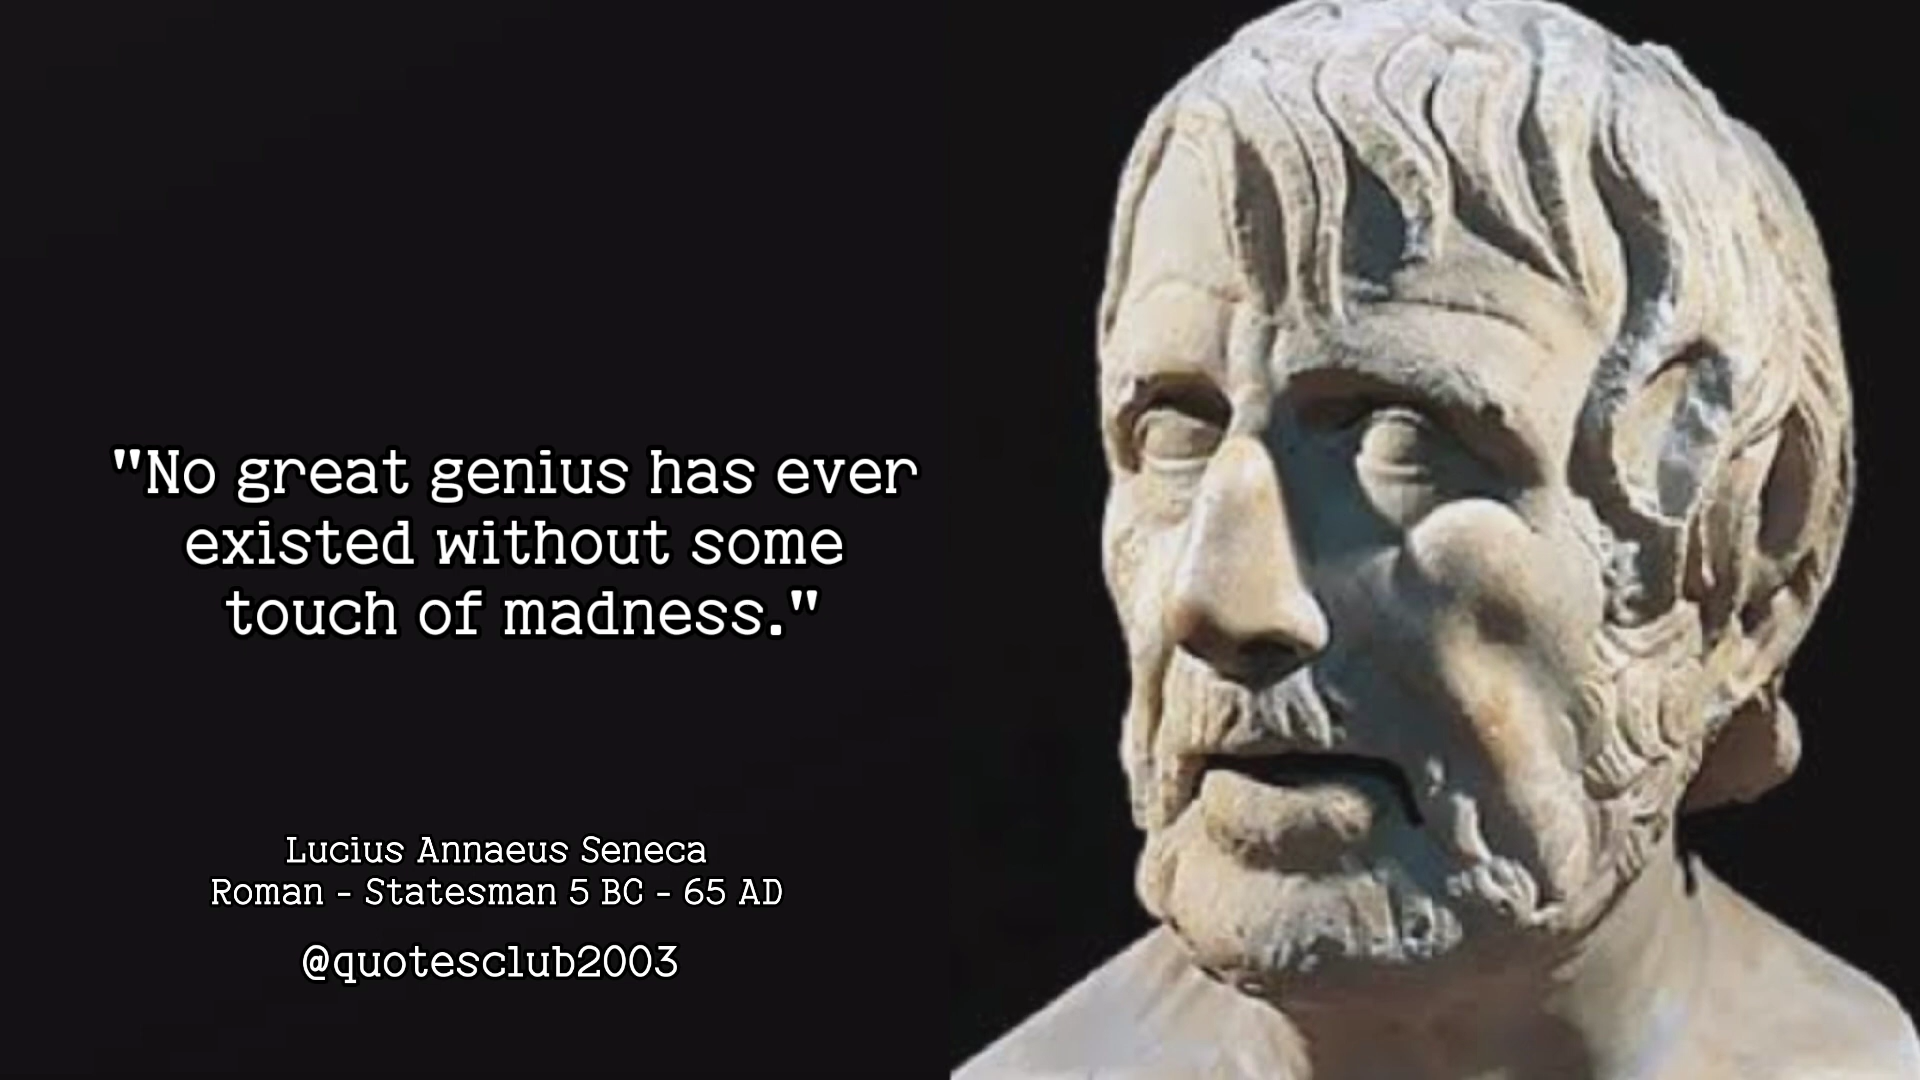 "No great genius has ever
existed without some
touch of madness."
Lucius Annaeus Seneca
Roman - Statesman 5 BC - 65 AD
@quotesclub2003